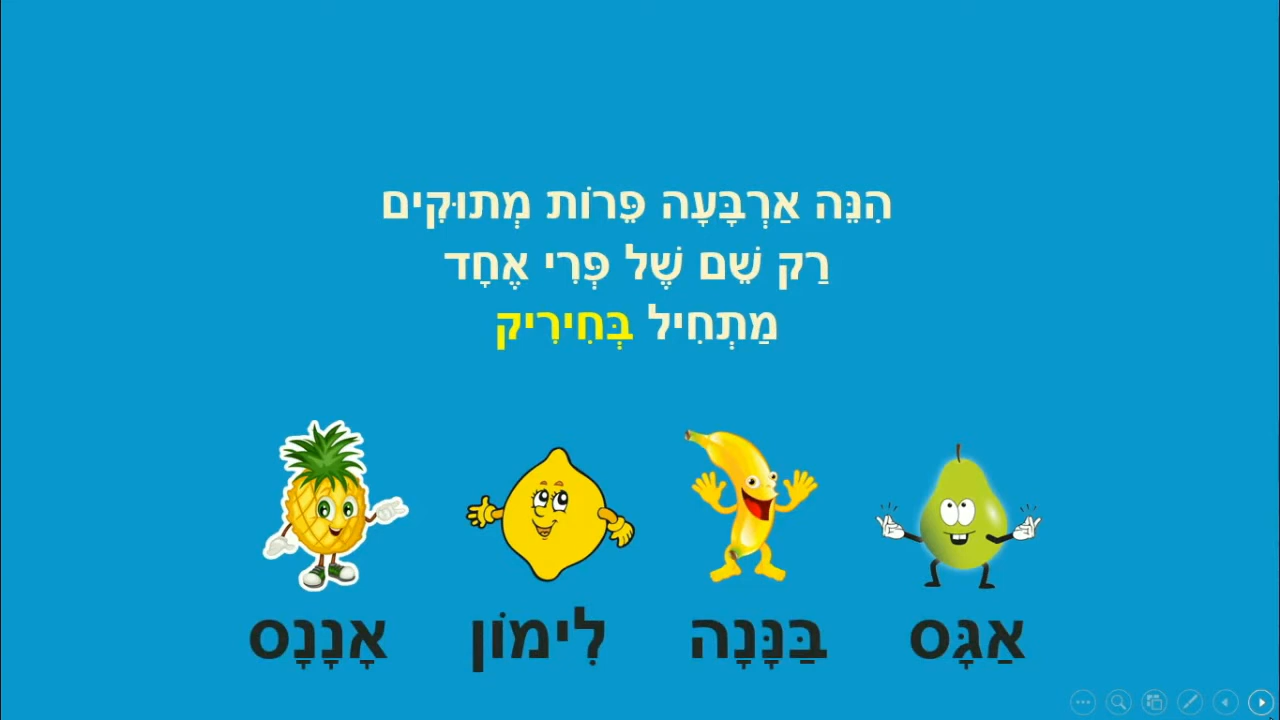 הִנֵּה אַרְבָּעָה פֵּרוֹת מְתוּקִים
רַק שֵׁם שֶׁל פְּרִי אֶחָד
מַתְחִיל בְּחִירִיק
אַגָּס בַּנָּנָה לִימוֹן אָנָנָס